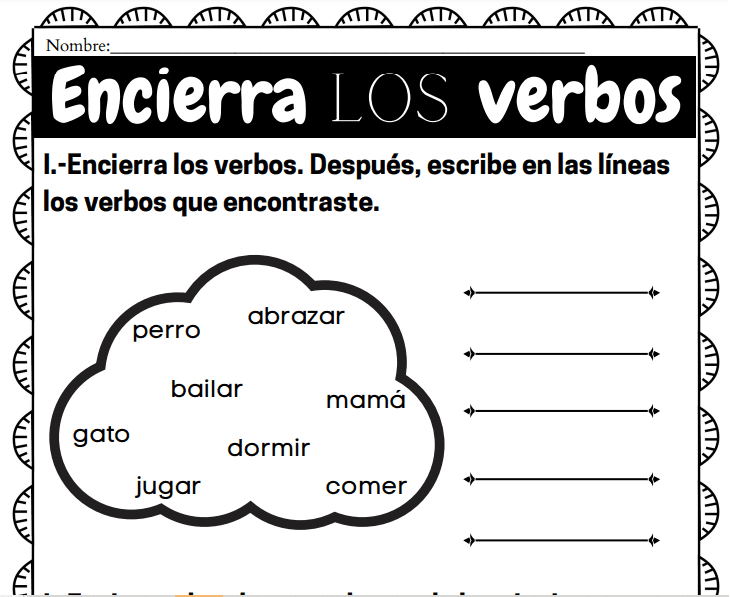 Nombre:
Encierra LOS verbos
I.-Encierra los verbos. Después, escribe en las líneas
los verbos que encontraste.
perro abrazar
bailar mamá
gato dormir
jugar comer